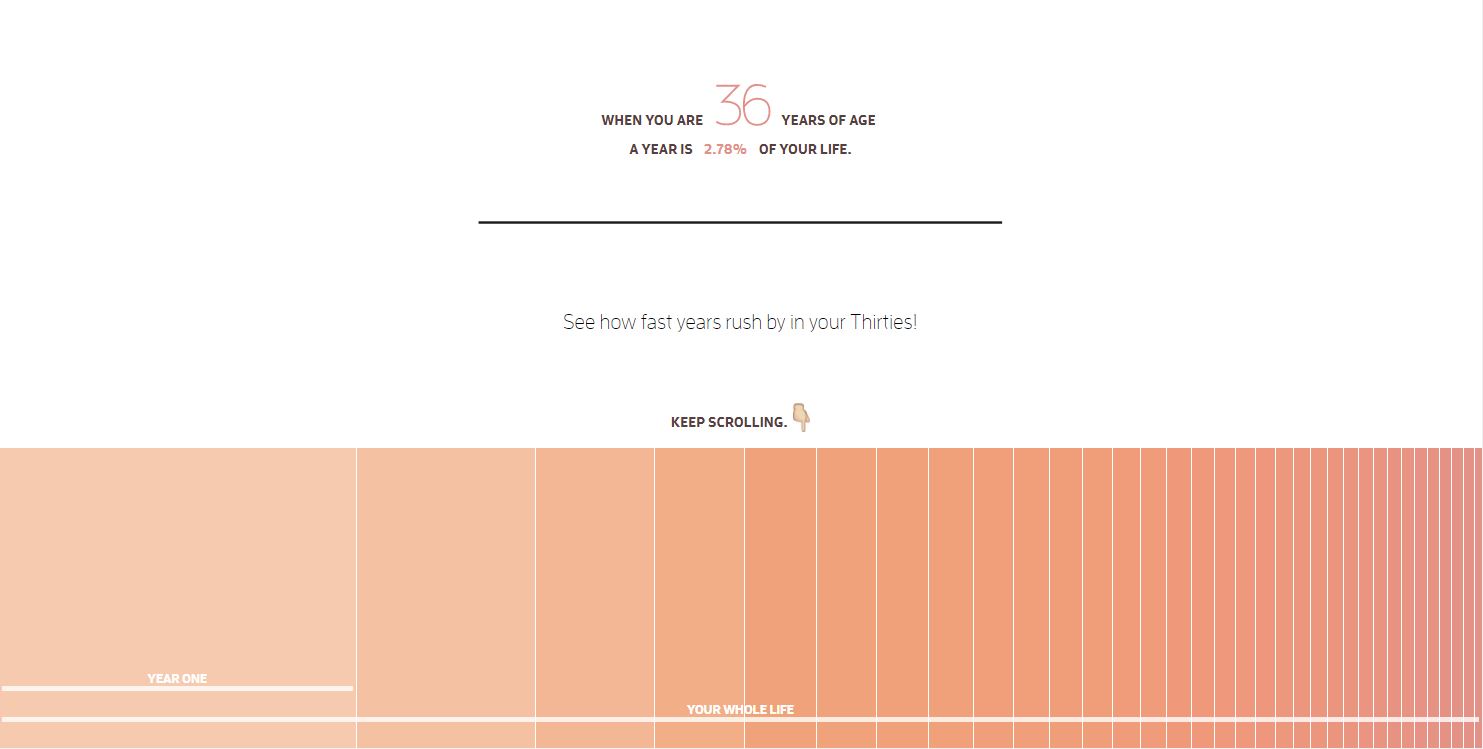 WHEN YOU ARE 36 YEARS OF AGE
A YEAR IS 2.78% OF YOUR LIFE.
See how fast years rush by in your Thirties!
KEEP SCROLLING.
YEAR ONE
YOUR WHOLE LIFE